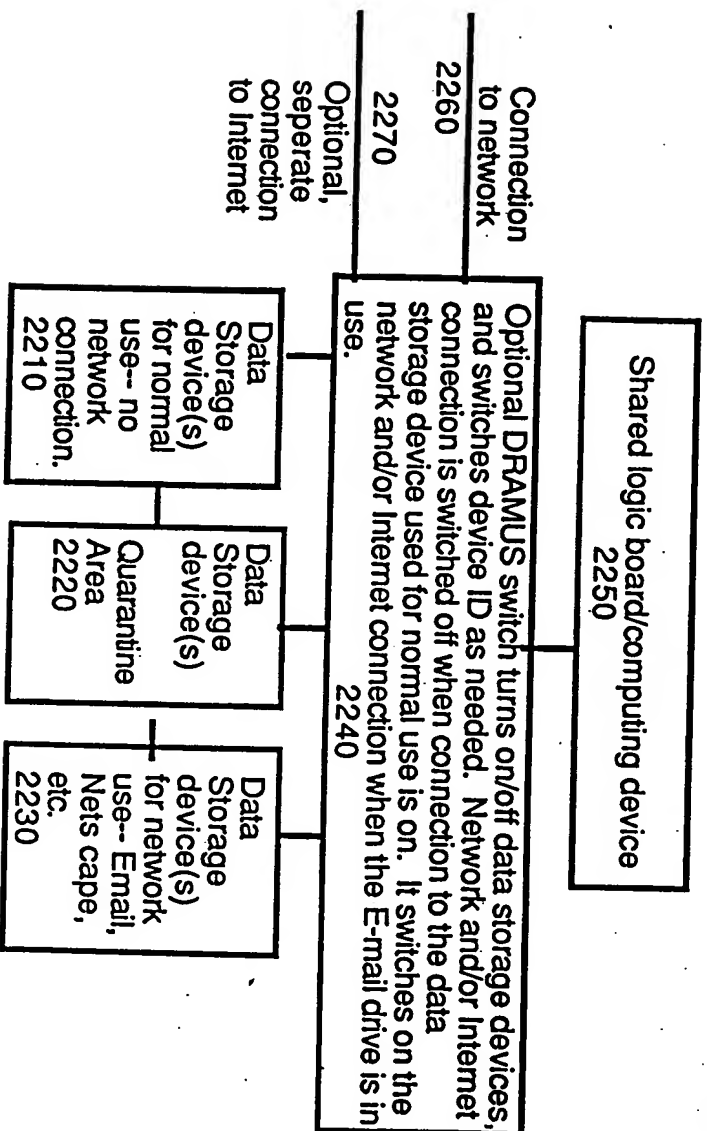 Shared logic board/computing device
2250
Connection
to network
2260
2270
Optional,
seperate
connection
to Internet
Optional DRAMUS switch turns on/off data storage devices,
and switches device ID as needed. Network and/or Internet
connection is switched off when connection to the data
storage device used for normal use is on. It switches on the
network and/or Internet connection when the E-mail drive is in
use.
2240
Data
Storage
device(s)
for normal
use-- no
network
connection.
2210
Data
Storage
device(s)
Quarantine
Area
2220
Data
Storage
device(s)
for network
use-- Email,
Nets cape,
etc.
2230